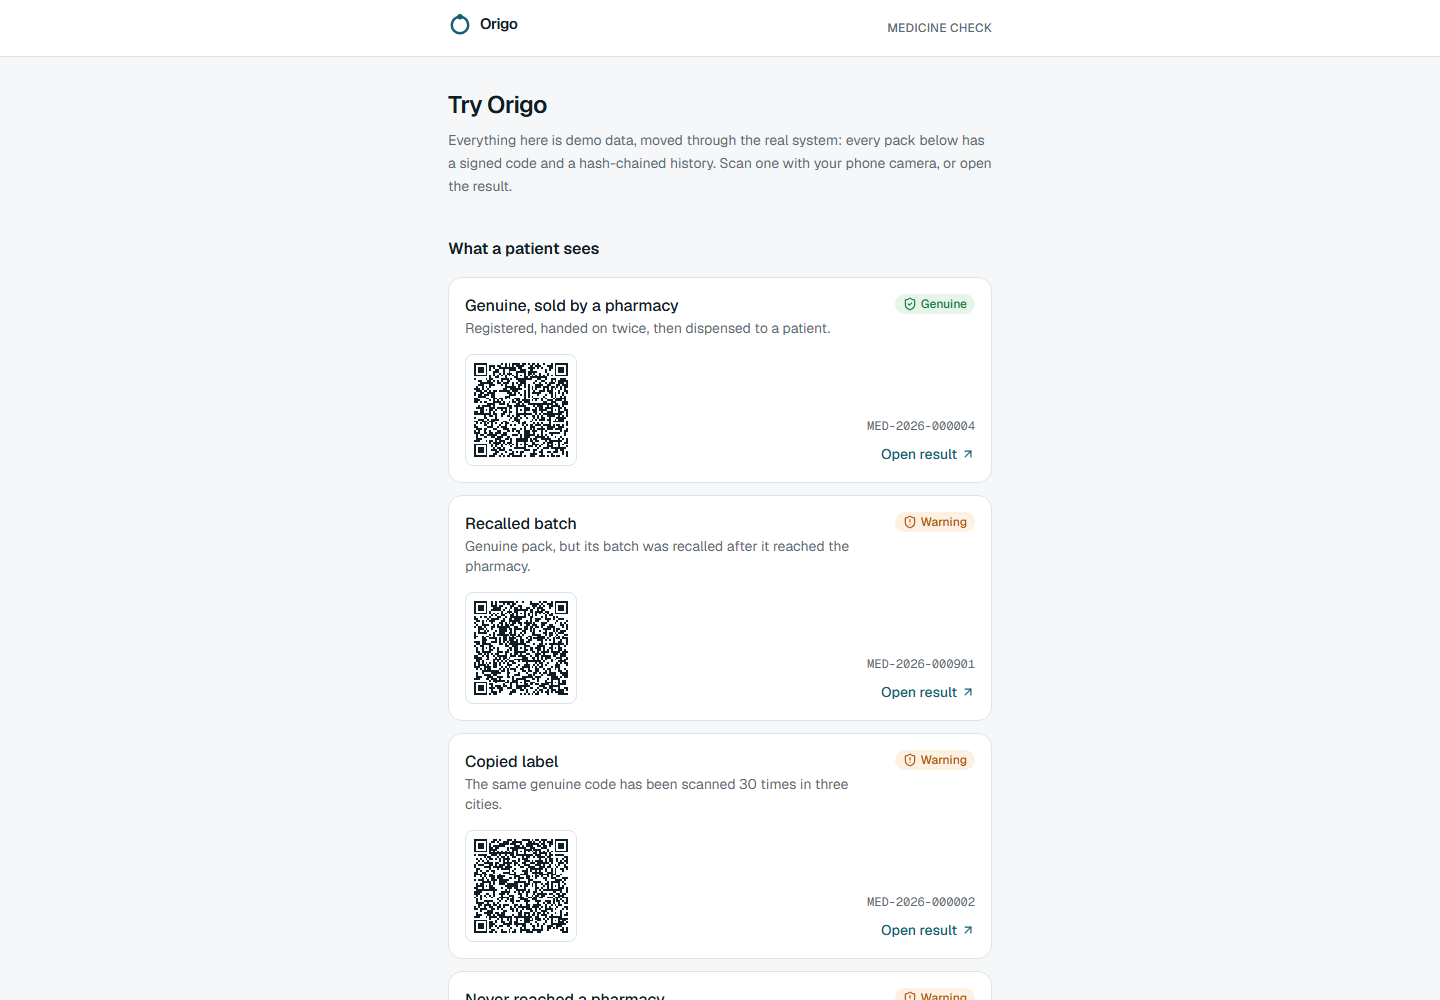 Origo
MEDICINE CHECK
Try Origo
Everything here is demo data, moved through the real system: every pack below has
a signed code and a hash-chained history. Scan one with your phone camera, or open
the result.
What a patient sees
Genuine, sold by a pharmacy
Genuine
Registered, handed on twice, then dispensed to a patient.
MED-2026-000004
Open result
Recalled batch
Warning
Genuine pack, but its batch was recalled after it reached the
pharmacy.
MED-2026-000901
Open result
Copied label
Warning
The same genuine code has been scanned 30 times in three
cities.
MED-2026-000002
Open result
Never reached a pharmacy
Warning